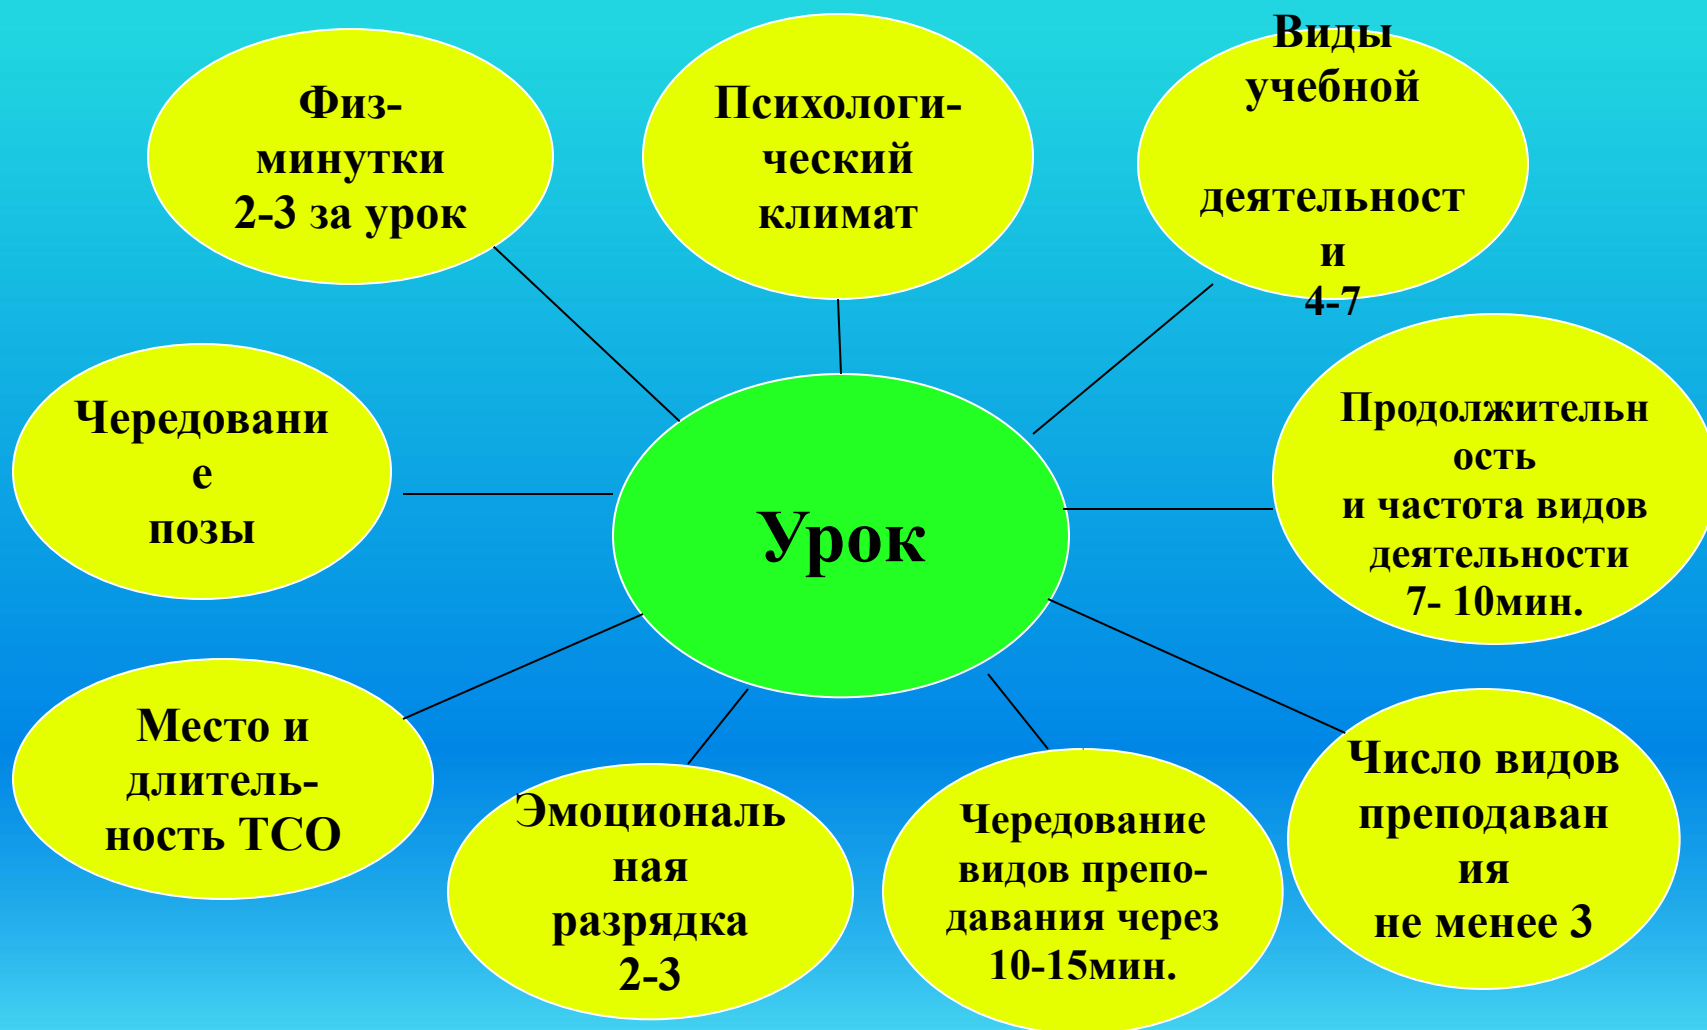 Физ-
минутки
2-3 за урок
Психологи-
ческий
климат
Виды
учебной
деятельност
и
4-7
Чередовани
е
позы
Урок
Продолжительн
ость
и частота видов
деятельности
7- 10мин.
Место и
длитель-
ность ТСО
Эмоциональ
ная
разрядка
2-3
Чередование
видов препо-
давания через
10-15мин.
Число видов
преподаван
ия
не менее 3